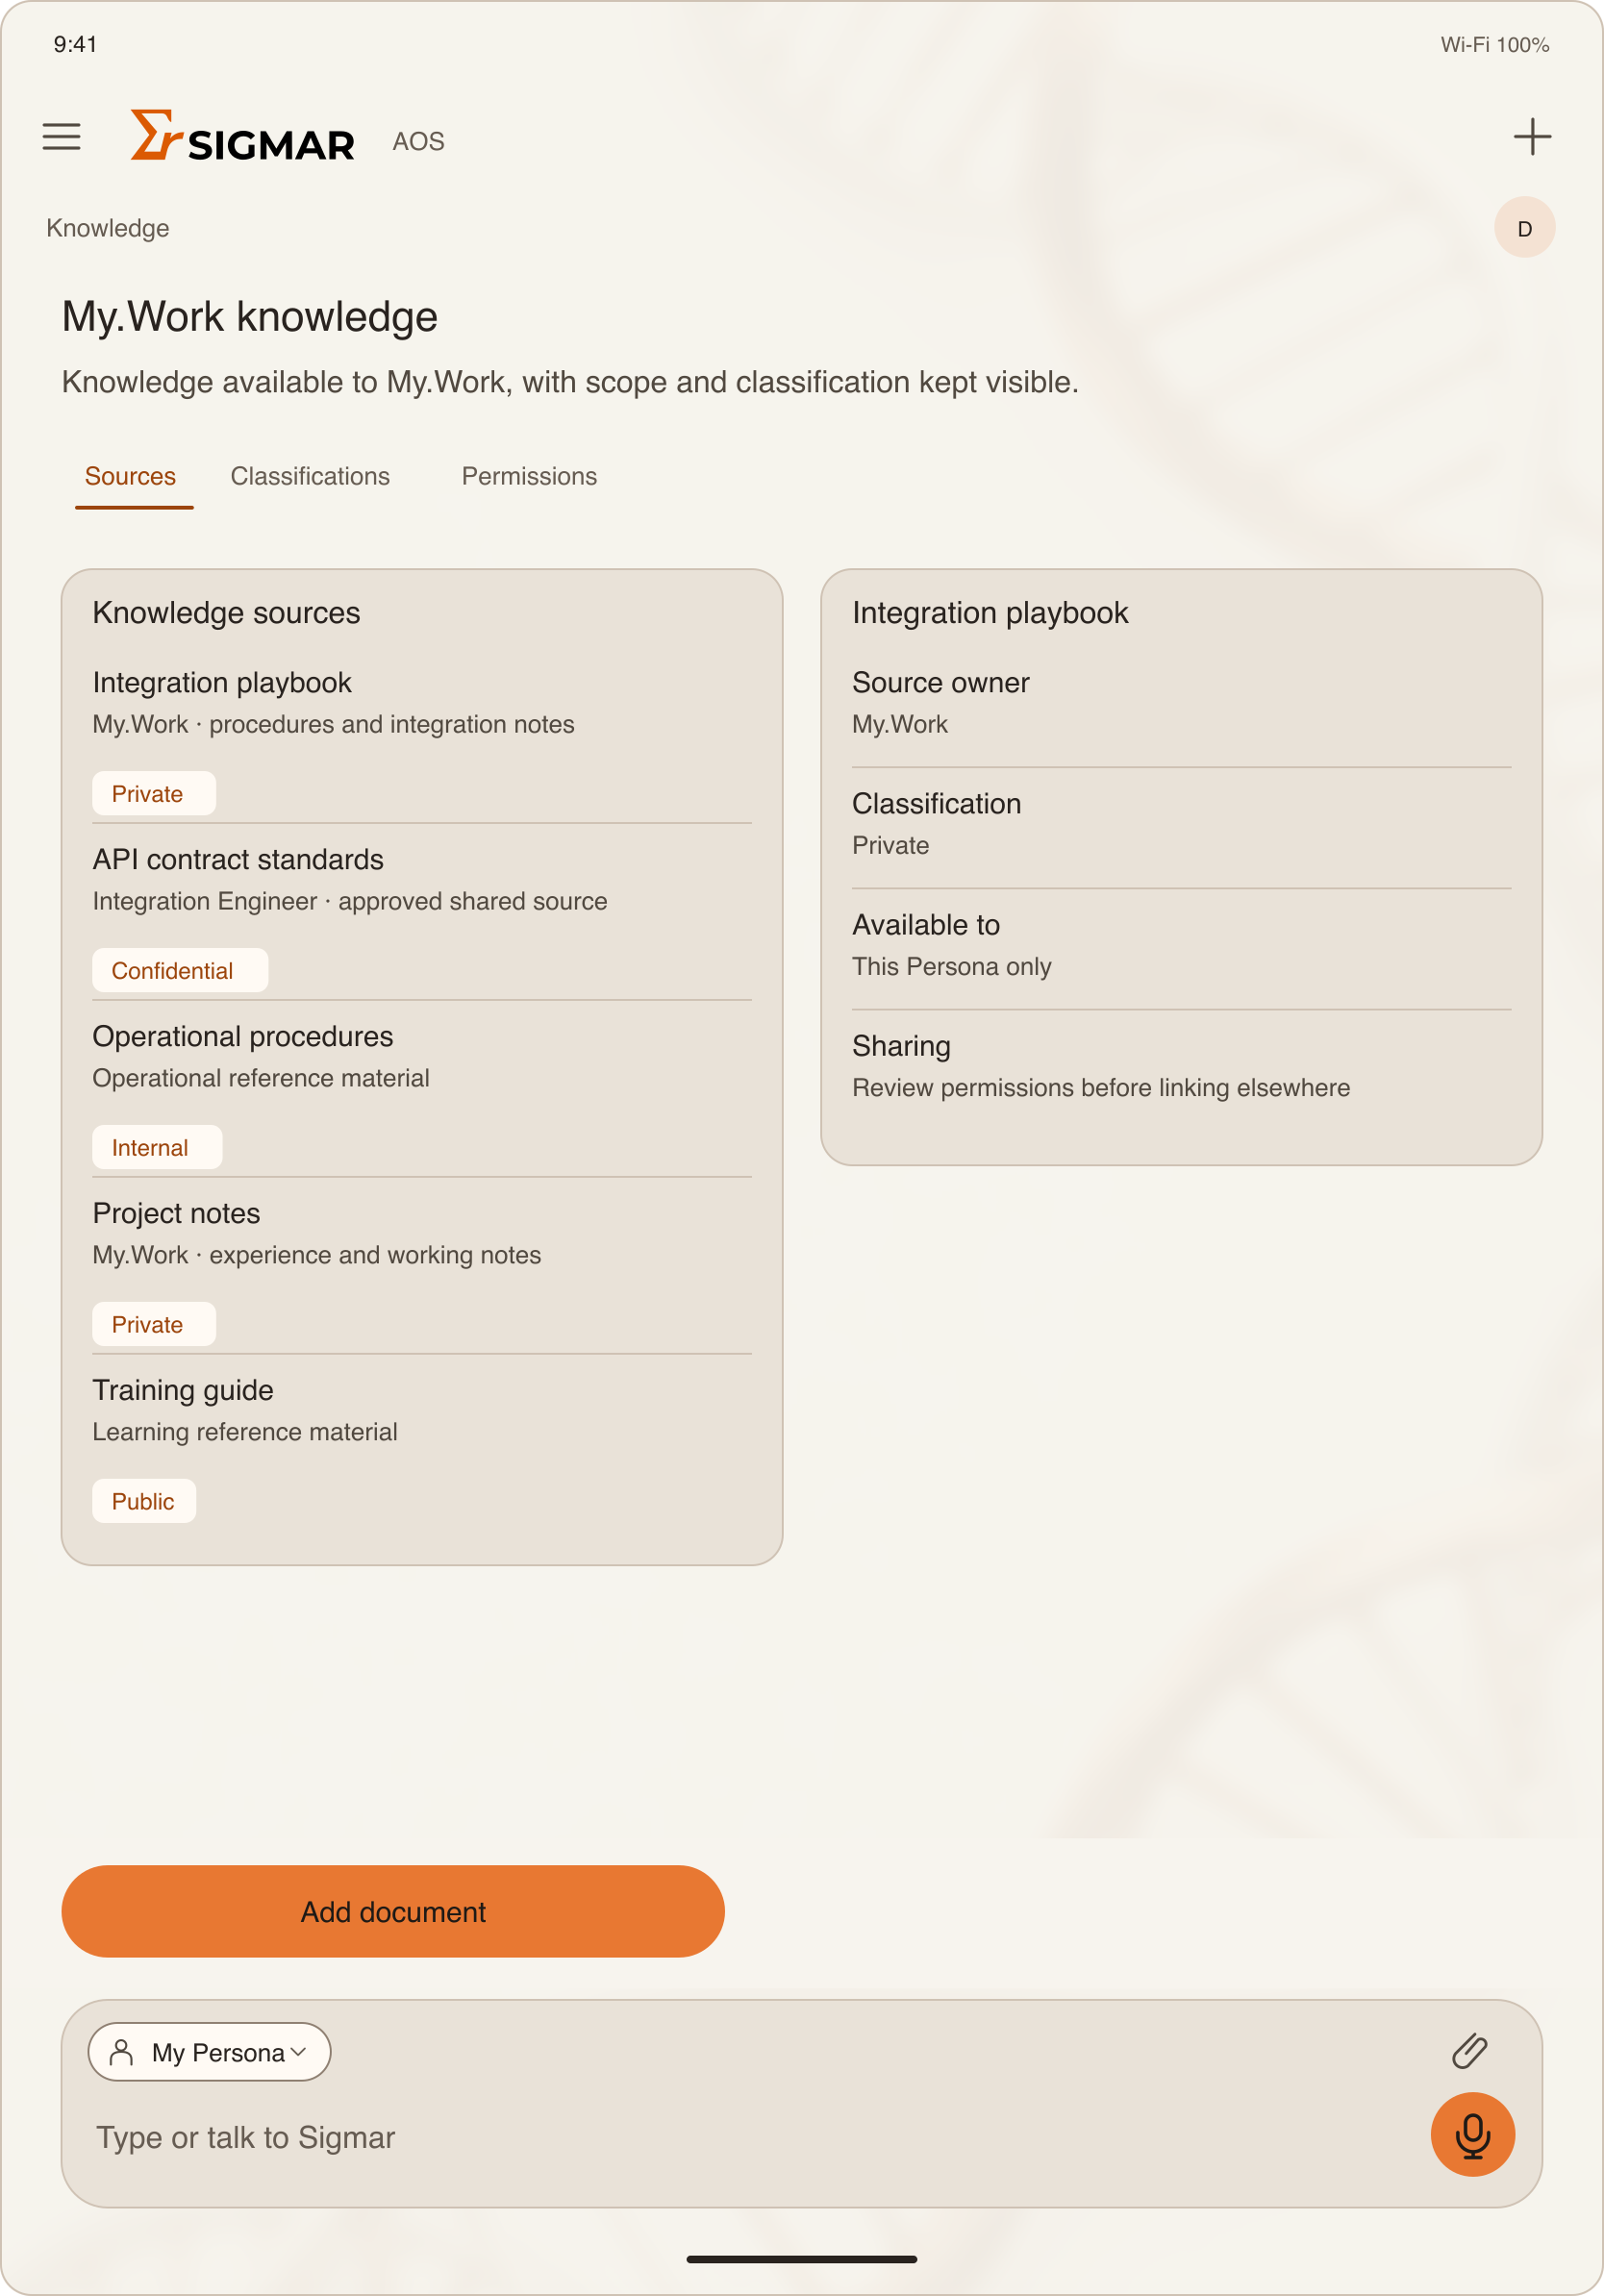 9:41
Wi-Fi 100%
Σr SIGMAR AOS
Knowledge
D
My.Work knowledge
Knowledge available to My.Work, with scope and classification kept visible.
Sources
Classifications
Permissions
Knowledge sources
Integration playbook
My.Work · procedures and integration notes
Private
API contract standards
Integration Engineer · approved shared source
Confidential
Operational procedures
Operational reference material
Internal
Project notes
My.Work · experience and working notes
Private
Training guide
Learning reference material
Public
Integration playbook
Source owner
My.Work
Classification
Private
Available to
This Persona only
Sharing
Review permissions before linking elsewhere
Add document
My Persona
Type or talk to Sigmar